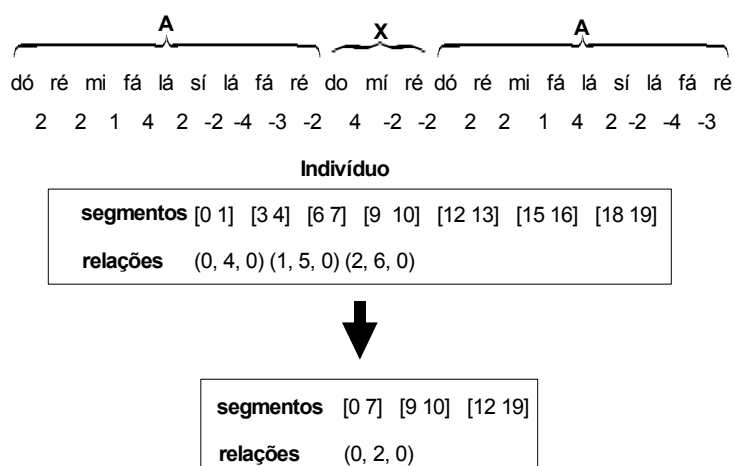 A X A
dó ré mi fá lá sí lá fá ré do mí ré dó ré mi fá lá sí lá fá ré
2 2 1 4 2 -2 -4 -3 -2 4 -2 -2 2 2 1 4 2 -2 -4 -3
Indivíduo
segmentos [0 1] [3 4] [6 7] [9 10] [12 13] [15 16] [18 19]
relações (0, 4, 0) (1, 5, 0) (2, 6, 0)
segmentos [0 7] [9 10] [12 19]
relações (0, 2, 0)